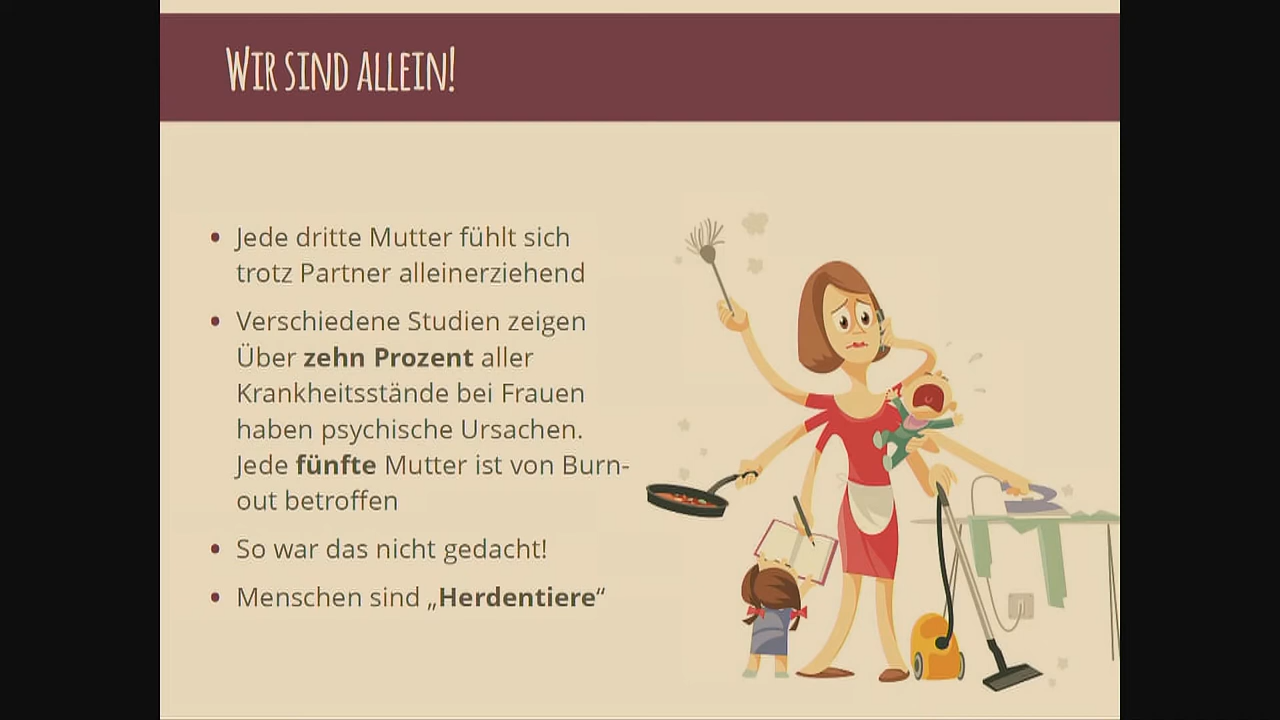 Wir sind allein!
• Jede dritte Mutter fühlt sich
trotz Partner alleinerziehend
• Verschiedene Studien zeigen
Über zehn Prozent aller
Krankheitsstände bei Frauen
haben psychische Ursachen.
Jede fünfte Mutter ist von Burn-
out betroffen
• So war das nicht gedacht!
• Menschen sind „Herdentiere“